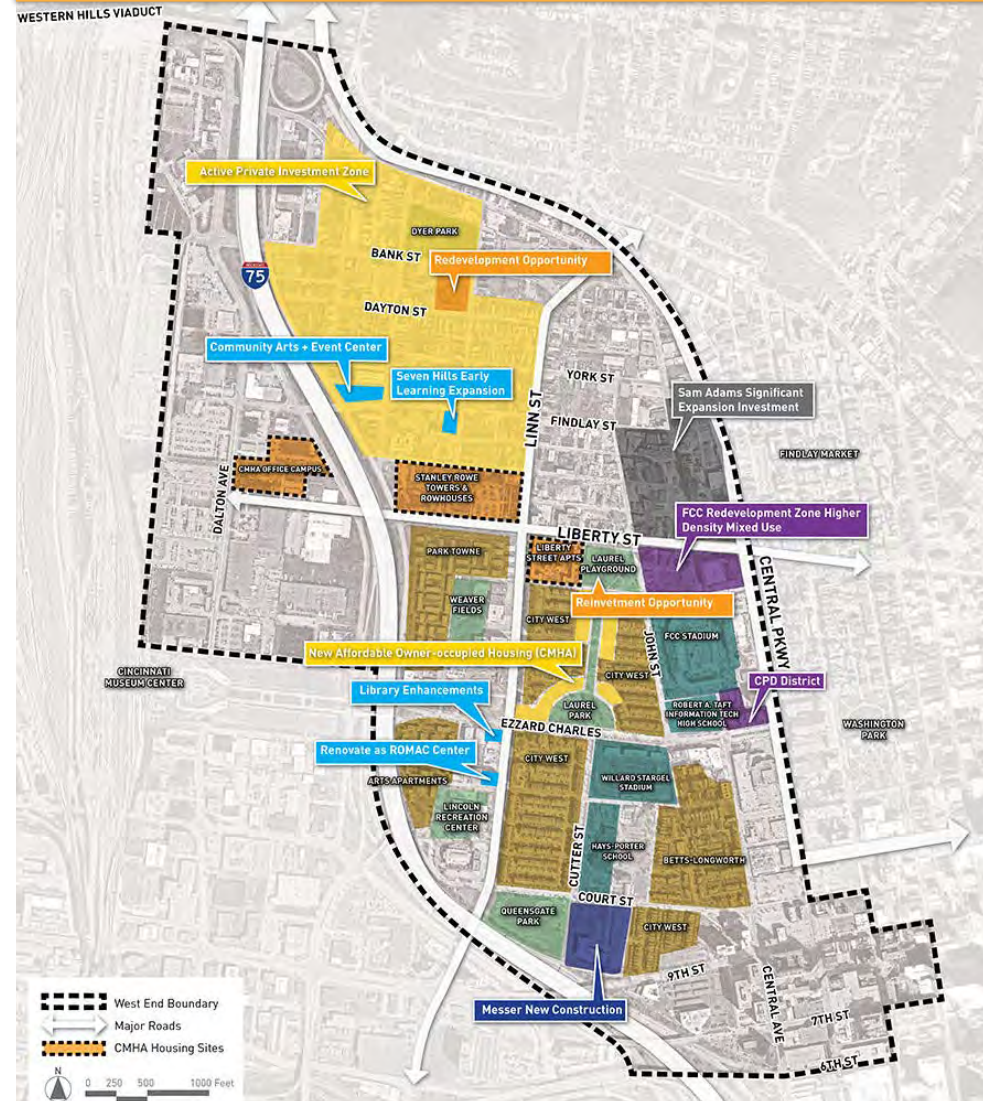 WESTERN HILLS VIADUCT
Active Private Investment Zone
DYER PARK
BANK ST
Redevelopment Opportunity
75
DAYTON ST
Community Arts + Event Center
Seven Hills Early
Learning Expansion
YORK ST
LINN ST
Sam Adams Significant
Expansion Investment
FINDLAY ST
FINDLAY MARKET
CMHA OFFICE CAMPUS
STANLEY ROWE
TOWERS &
ROWHOUSES
DALTON AVE
FCC Redevelopment Zone Higher
Density Mixed Use
LIBERTY ST
PARK TOWNE
LIBERTY
STREET APTS
LAUREL
PLAYGROUND
CENTRAL PKWY
WEAVER
FIELDS
Reinvetment Opportunity
CITY WEST
JOHN ST
FCC STADIUM
New Affordable Owner-occupied Housing (CMHA)
CITY WEST
CINCINNATI
MUSEUM CENTER
CPD District
Library Enhancements
LAUREL
PARK
ROBERT A. TAFT
INFORMATION TECH
HIGH SCHOOL
WASHINGTON
PARK
EZZARD CHARLES
Renovate as ROMAC Center
CITY WEST
ARTS APARTMENTS
WILLARD STARGEL
STADIUM
LINCOLN
RECREATION
CENTER
CUTTER ST
HAYS-PORTER
SCHOOL
BETTS-LONGWORTH
COURT ST
QUEENSGATE
PARK
CITY WEST
9TH ST
CENTRAL AVE
Messer New Construction
7TH ST
6TH ST
West End Boundary
Major Roads
CMHA Housing Sites
N
0 250 500 1000 Feet